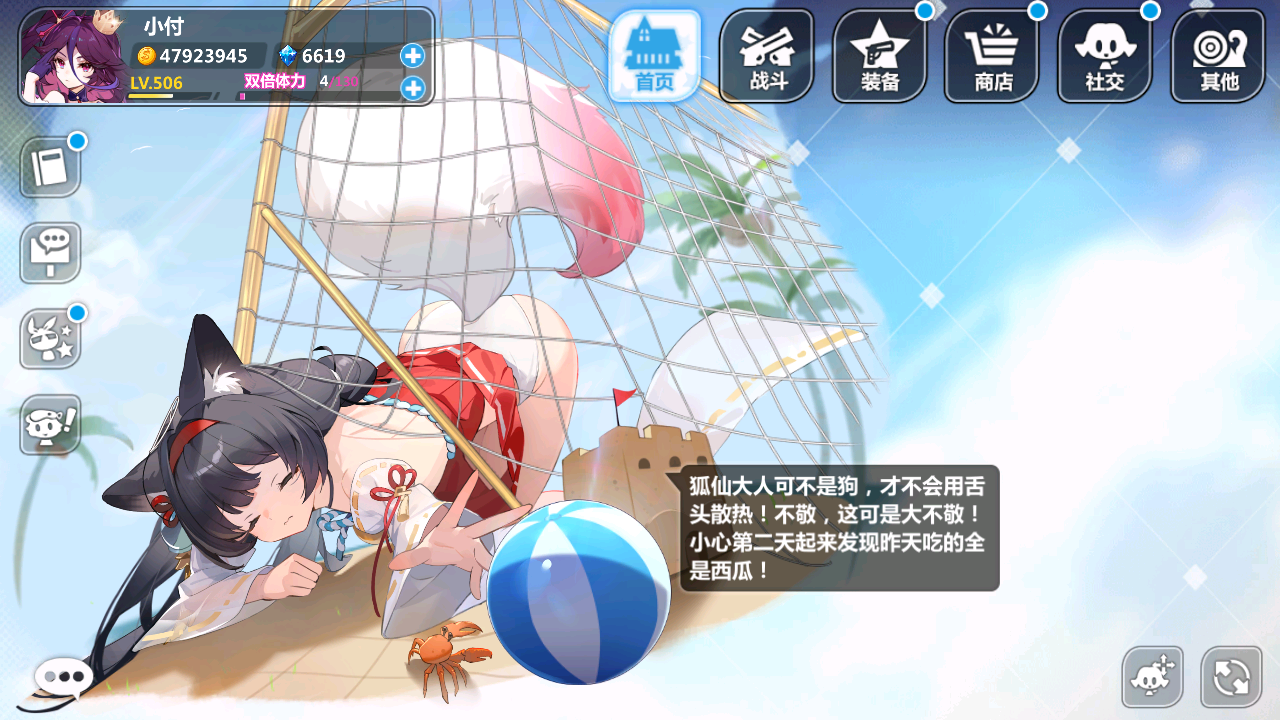 小付
47923945
6619
LV.506
双倍体力
4/130
首页
战斗
装备
商店
社交
其他
狐仙大人可不是狗，才不会用舌
头散热！不敬，这可是大不敬！
小心第二天起来发现昨天吃的全
是西瓜！